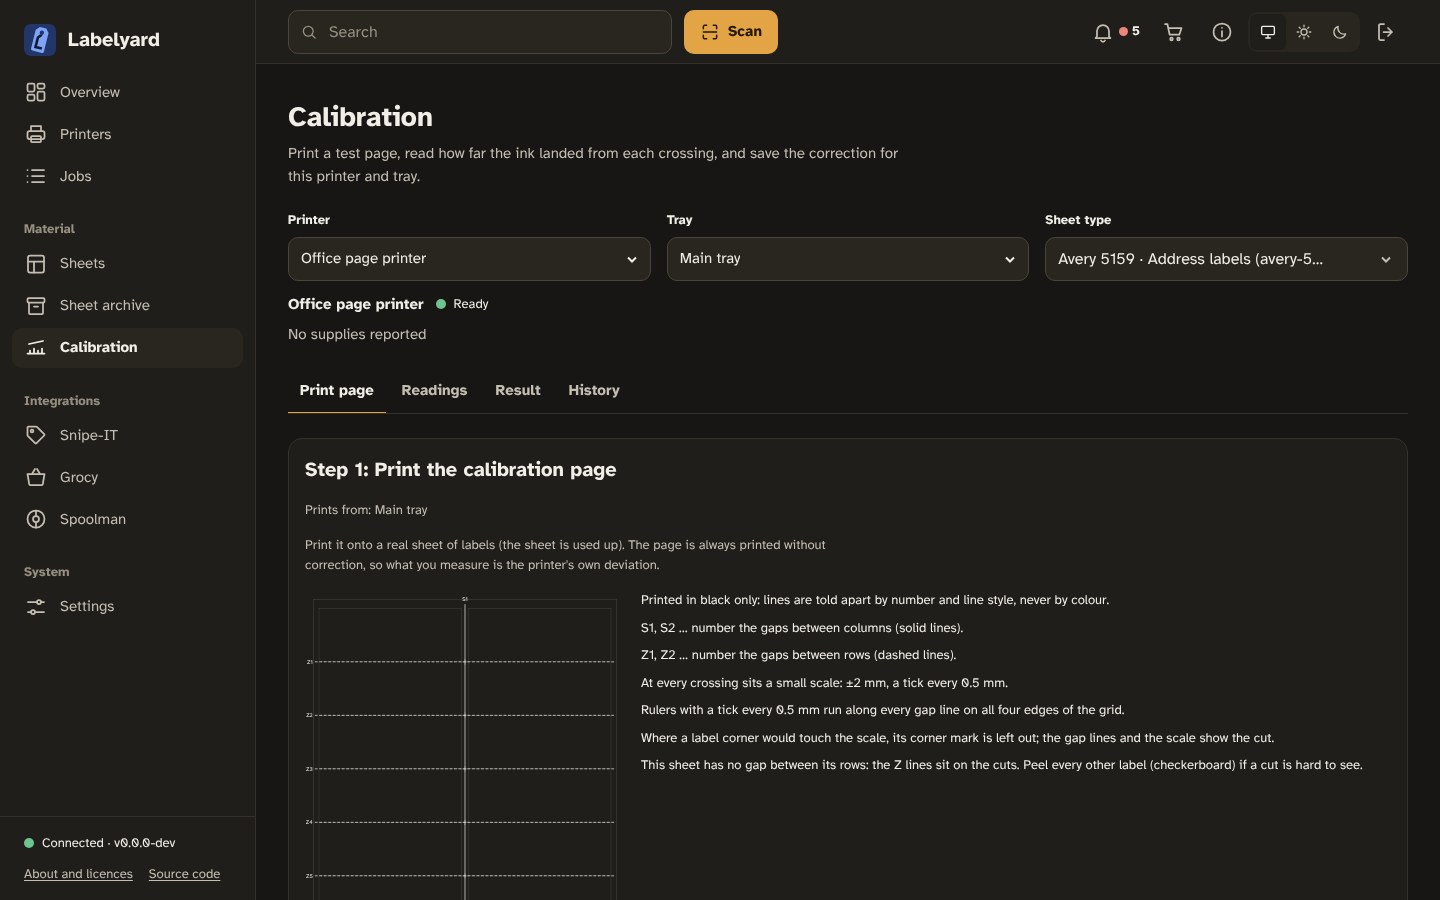 Labelyard
Search
Scan
5
Overview
Printers
Jobs
Material
Sheets
Sheet archive
Calibration
Integrations
Snipe-IT
Grocy
Spoolman
System
Settings
Connected · v0.0.0-dev
About and licences
Source code
Calibration
Print a test page, read how far the ink landed from each crossing, and save the correction for
this printer and tray.
Printer
Tray
Sheet type
Office page printer
Main tray
Avery 5159 · Address labels (avery-5...
Office page printer
Ready
No supplies reported
Print page
Readings
Result
History
Step 1: Print the calibration page
Prints from: Main tray
Print it onto a real sheet of labels (the sheet is used up). The page is always printed without
correction, so what you measure is the printer's own deviation.
S1
Z1
Z2
Z3
Z4
Z5
Printed in black only: lines are told apart by number and line style, never by colour.
S1, S2 … number the gaps between columns (solid lines).
Z1, Z2 … number the gaps between rows (dashed lines).
At every crossing sits a small scale: ±2 mm, a tick every 0.5 mm.
Rulers with a tick every 0.5 mm run along every gap line on all four edges of the grid.
Where a label corner would touch the scale, its corner mark is left out; the gap lines and the scale show the cut.
This sheet has no gap between its rows: the Z lines sit on the cuts. Peel every other label (checkerboard) if a cut is hard to see.